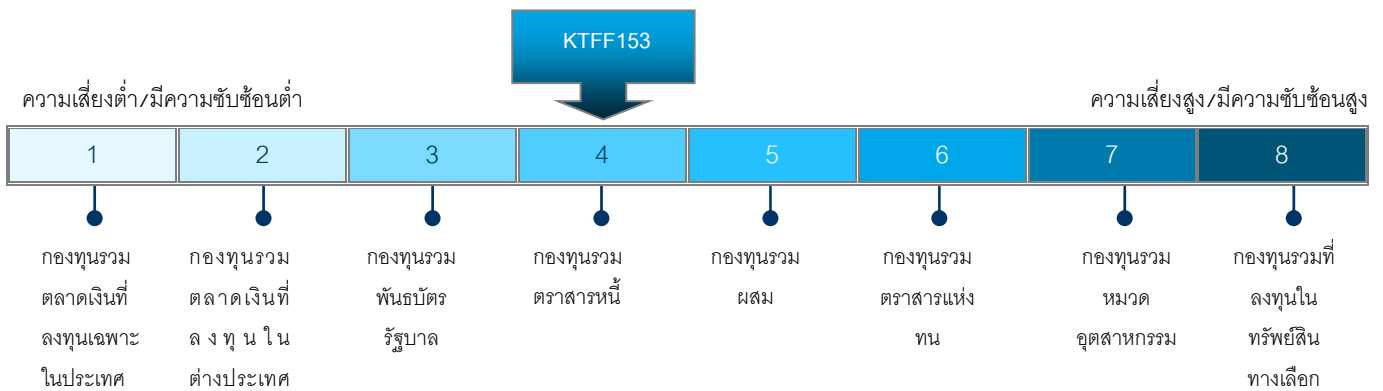 KTFF153
ความเสี่ยงต่ำ/มีความซับซ้อนต่ำ
ความเสี่ยงสูง/มีความซับซ้อนสูง
1 2 3 4 5 6 7 8
กองทุนรวม
ตลาดเงินที่
ลงทุนเฉพาะ
ในประเทศ
กองทุนรวม
ตลาดเงินที่
ลงทุนใน
ต่างประเทศ
กองทุนรวม
พันธบัตร
รัฐบาล
กองทุนรวม
ตราสารหนี้
กองทุนรวม
ผสม
กองทุนรวม
ตราสารแห่ง
ทน
กองทุนรวม
หมวด
อุตสาหกรรม
กองทุนรวมที่
ลงทุนใน
ทรัพย์สิน
ทางเลือก